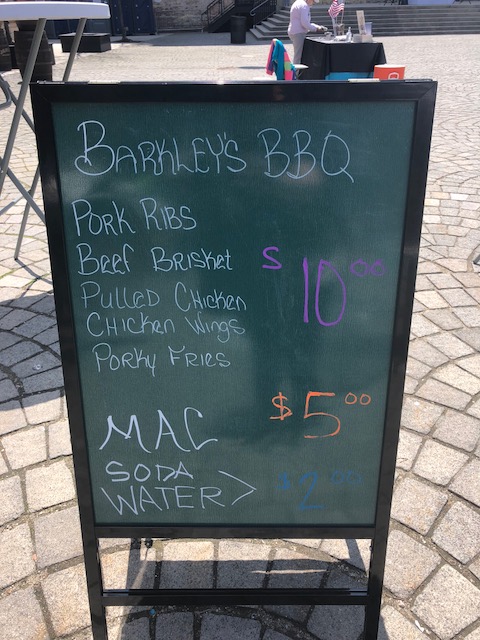 BARKLEY'S BBQ
PORK RIBS
BEEF BRISKET
$10.00
PULLED CHICKEN
CHICKEN WINGS
PORKY FRIES
MAC
$5.00
SODA
WATER >
$2.00